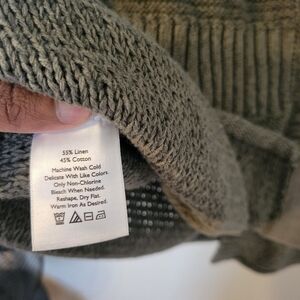 55% Linen
45% Cotton
Machine Wash Cold
Delicate With Like Colors.
Only Non-Chlorine
Bleach When Needed.
Reshape, Dry Flat.
Warm Iron As Desired.